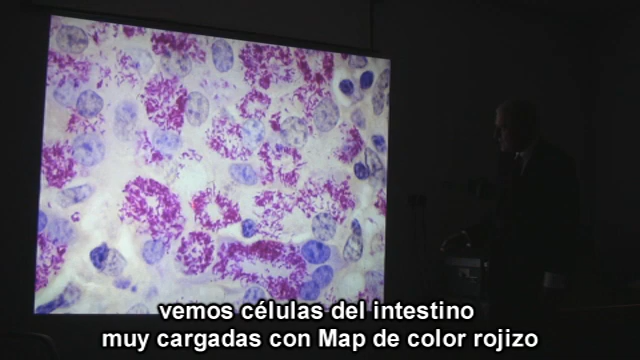 vemos células del intestino
muy cargadas con Map de color rojizo